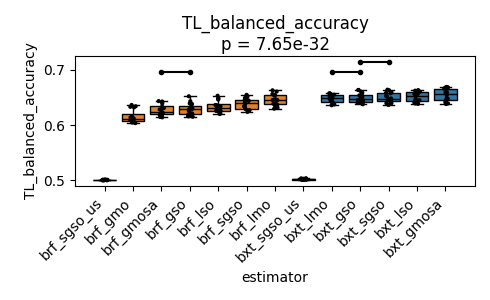 TL_balanced_accuracy
p = 7.65e-32
TL_balanced_accuracy
0.7
0.6
0.5
brf_sgso_us
brf_gmo
brf_gmosa
brf_gso
brf_lso
brf_sgso
brf_lmo
bxt_sgso_us
bxt_lmo
bxt_gso
bxt_sgso
bxt_lso
bxt_gmosa
estimator